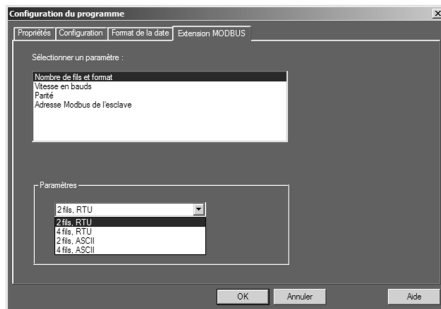 Configuration du programme
Propriétés Configuration Format de la date Extension MODBUS
Sélectionner un paramètre :
Nombre de fils et format
Vitesse en bauds
Parité
Adresse Modbus de l'esclave
Paramètres
2 fils, RTU
2 fils, RTU
4 fils, RTU
2 fils, ASCII
4 fils, ASCII
OK Annuler Aide